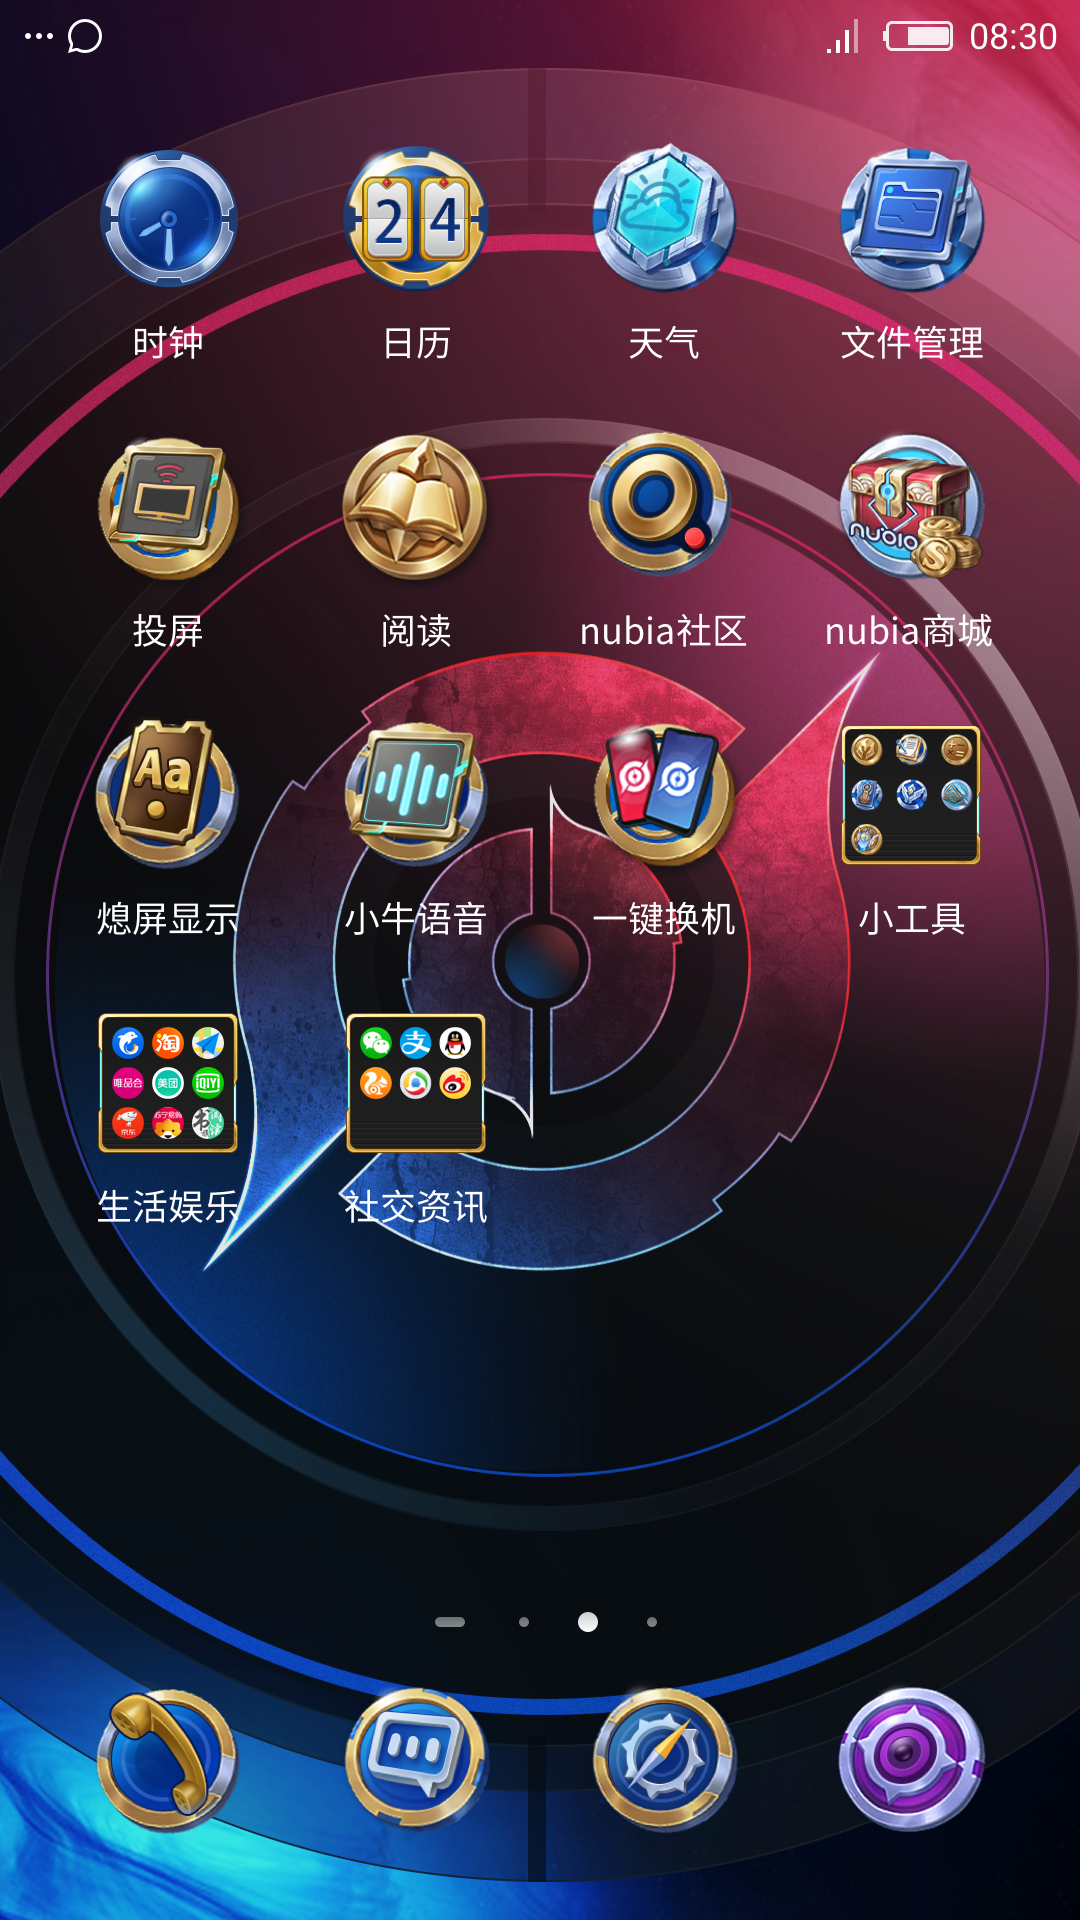 08:30
24
时钟
日历
天气
文件管理
nubia
投屏
阅读
nubia社区
nubia商城
Aa
熄屏显示
小牛语音
一键换机
小工具
淘
支
唯品会
美团
iQIYI
京东
苏宁易购
生活娱乐
社交资讯